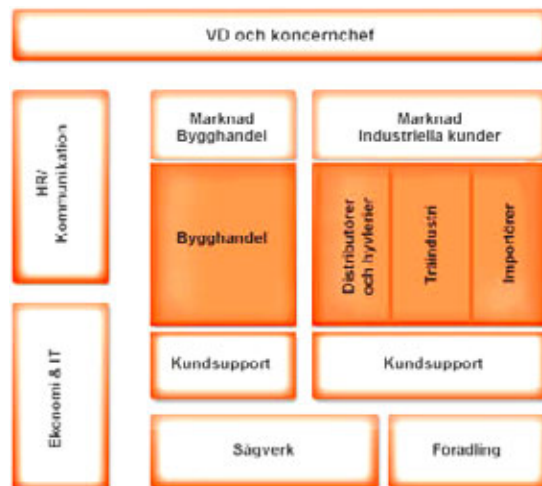 VD och koncernchef
HR/
Kommunikation
Marknad
Bygghandel
Marknad
Industriella kunder
Bygghandel
Distributörer
och hyvlerier
Träindustri
Importörer
Ekonomi & IT
Kundsupport
Kundsupport
Sågverk
Förädling